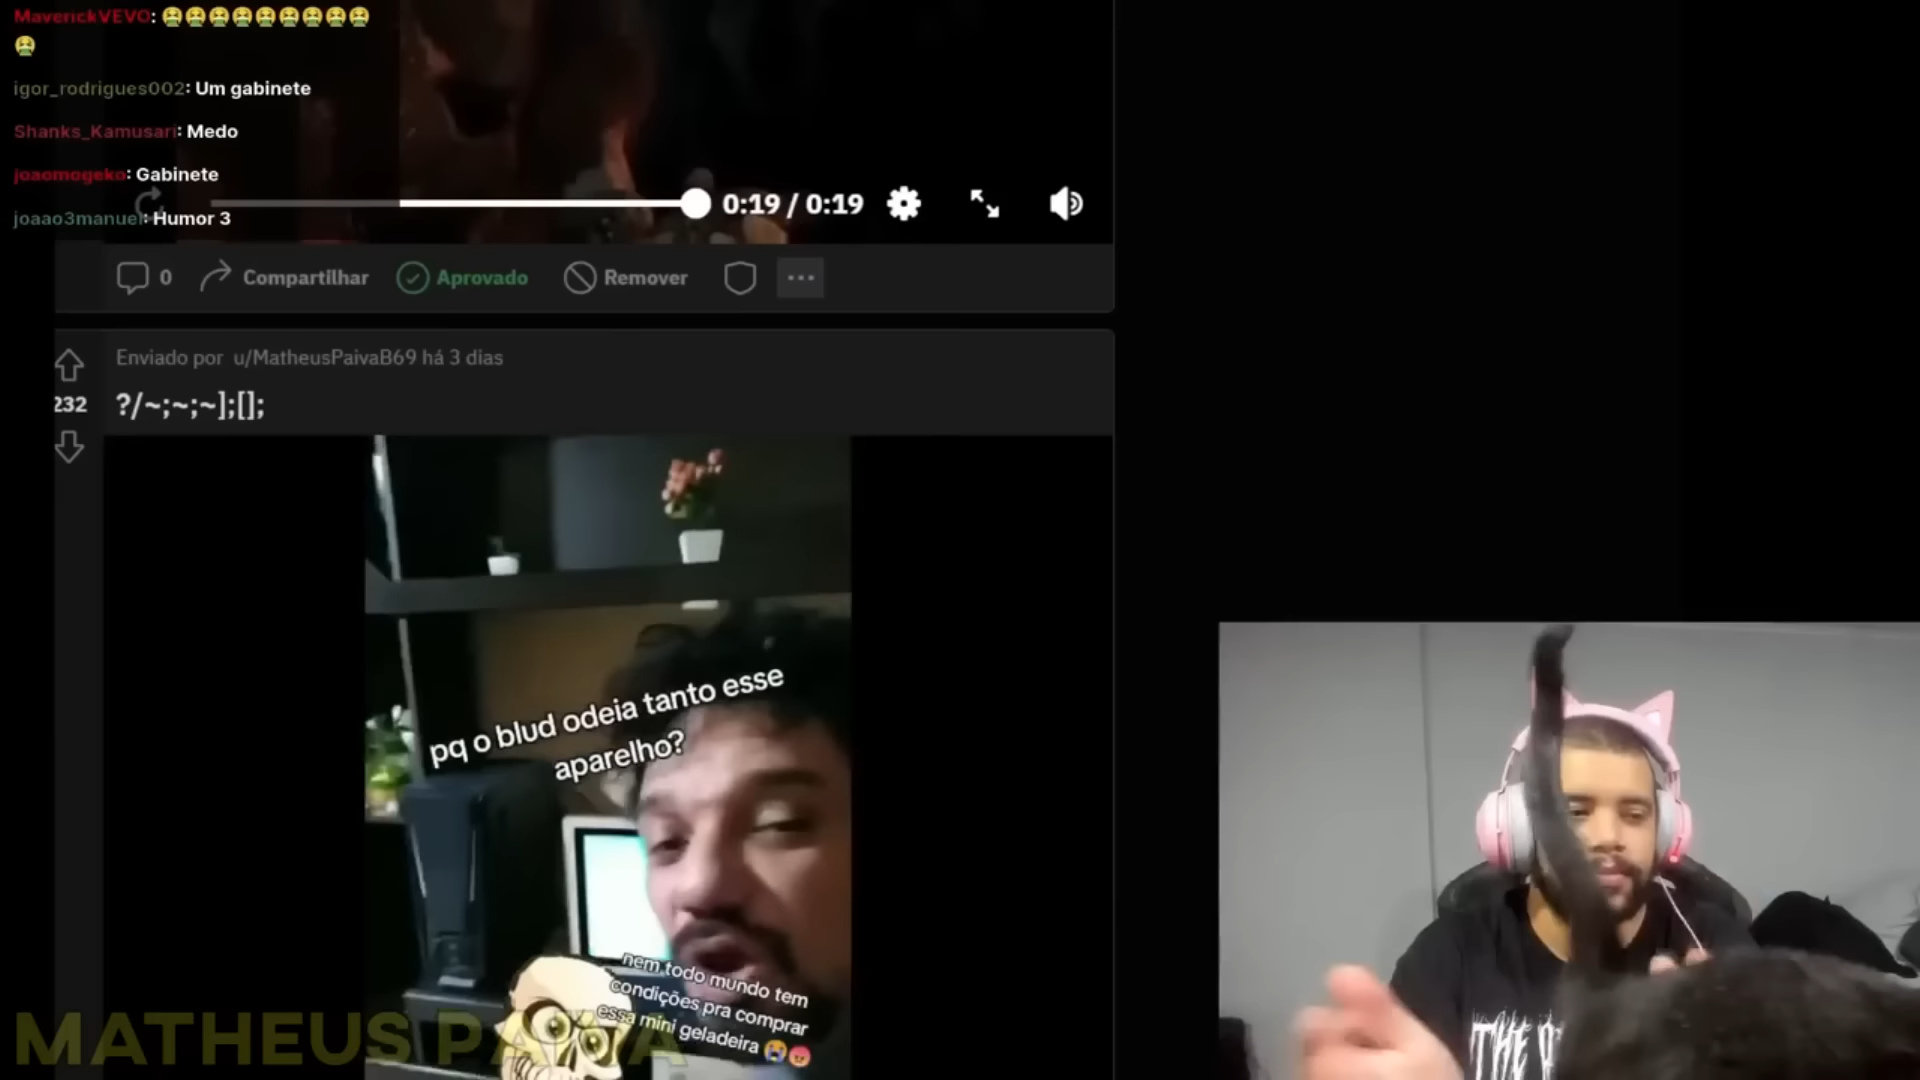 MaverickVEVO: 🤮🤮🤮🤮🤮🤮🤮🤮🤮
🤮
igor_rodrigues002: Um gabinete
Shanks_Kamusari: Medo
joaomogeko: Gabinete
joaao3manuel: Humor 3
0:19 / 0:19
0 Compartilhar Aprovado Remover
Enviado por u/MatheusPaivaB69 há 3 dias
232
?/~;~;~];[];
pq o blud odeia tanto esse
aparelho?
nem todo mundo tem
condições pra comprar
essa mini geladeira 😭😡
MATHEUS PAIVA
THE